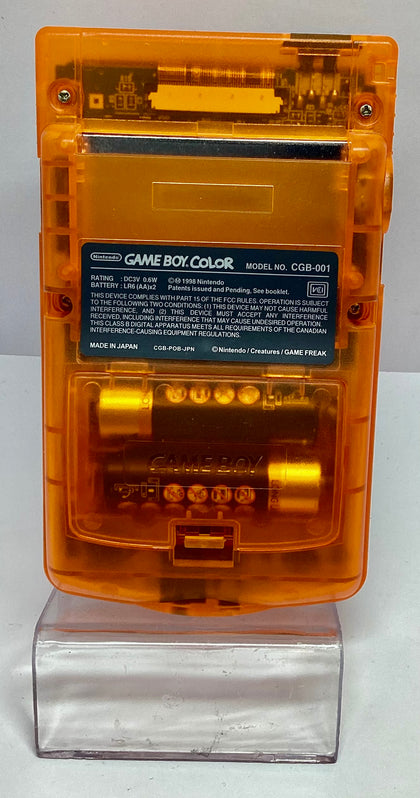 Nintendo GAME BOY COLOR MODEL NO. CGB-001
RATING : DC3V 0.6W
BATTERY : LR6 (AA)x2
©Ⓜ 1998 Nintendo
Patents issued and Pending, See booklet.
THIS DEVICE COMPLIES WITH PART 15 OF THE FCC RULES. OPERATION IS SUBJECT
TO THE FOLLOWING TWO CONDITIONS: (1) THIS DEVICE MAY NOT CAUSE HARMFUL
INTERFERENCE, AND (2) THIS DEVICE MUST ACCEPT ANY INTERFERENCE
RECEIVED, INCLUDING INTERFERENCE THAT MAY CAUSE UNDESIRED OPERATION.
THIS CLASS B DIGITAL APPARATUS MEETS ALL REQUIREMENTS OF THE CANADIAN
INTERFERENCE-CAUSING EQUIPMENT REGULATIONS.
MADE IN JAPAN CGB-POB-JPN ©Nintendo / Creatures / GAME FREAK
GAME BOY